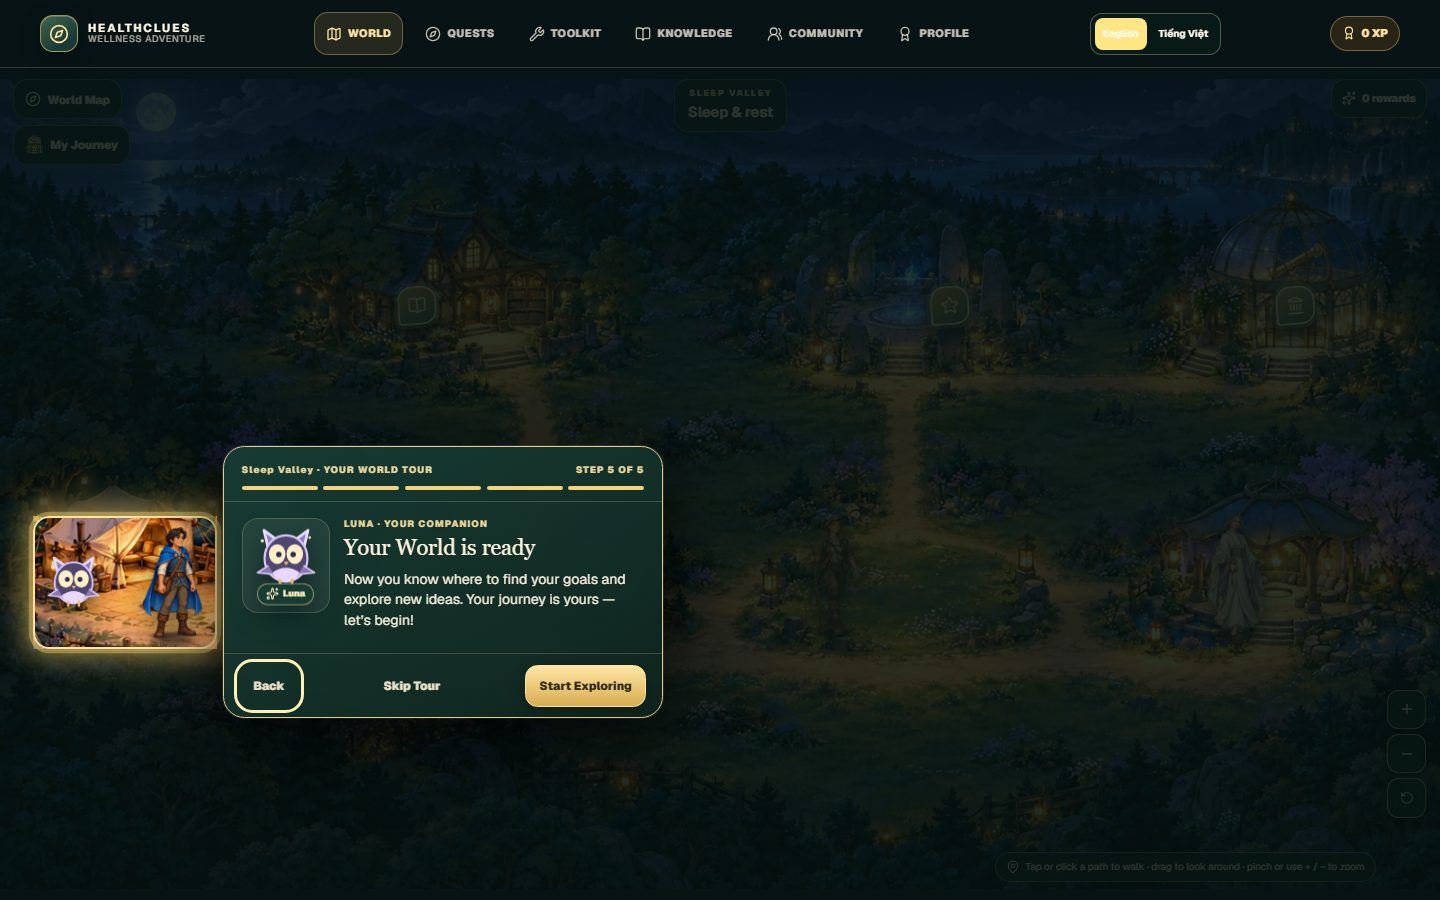 HEALTHCLUES
WELLNESS ADVENTURE
WORLD
QUESTS
TOOLKIT
KNOWLEDGE
COMMUNITY
PROFILE
English
Tiếng Việt
0 XP
World Map
My Journey
SLEEP VALLEY
Sleep & rest
0 rewards
Sleep Valley · YOUR WORLD TOUR
STEP 5 OF 5
LUNA · YOUR COMPANION
Your World is ready
Now you know where to find your goals and
explore new ideas. Your journey is yours —
let's begin!
Luna
Back
Skip Tour
Start Exploring
Tap or click a path to walk · drag to look around · pinch or use + / − to zoom